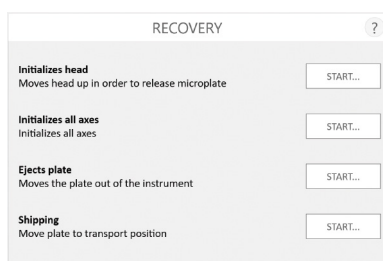 RECOVERY
?
Initializes head
Moves head up in order to release microplate
START...
Initializes all axes
Initializes all axes
START...
Ejects plate
Moves the plate out of the instrument
START...
Shipping
Move plate to transport position
START...